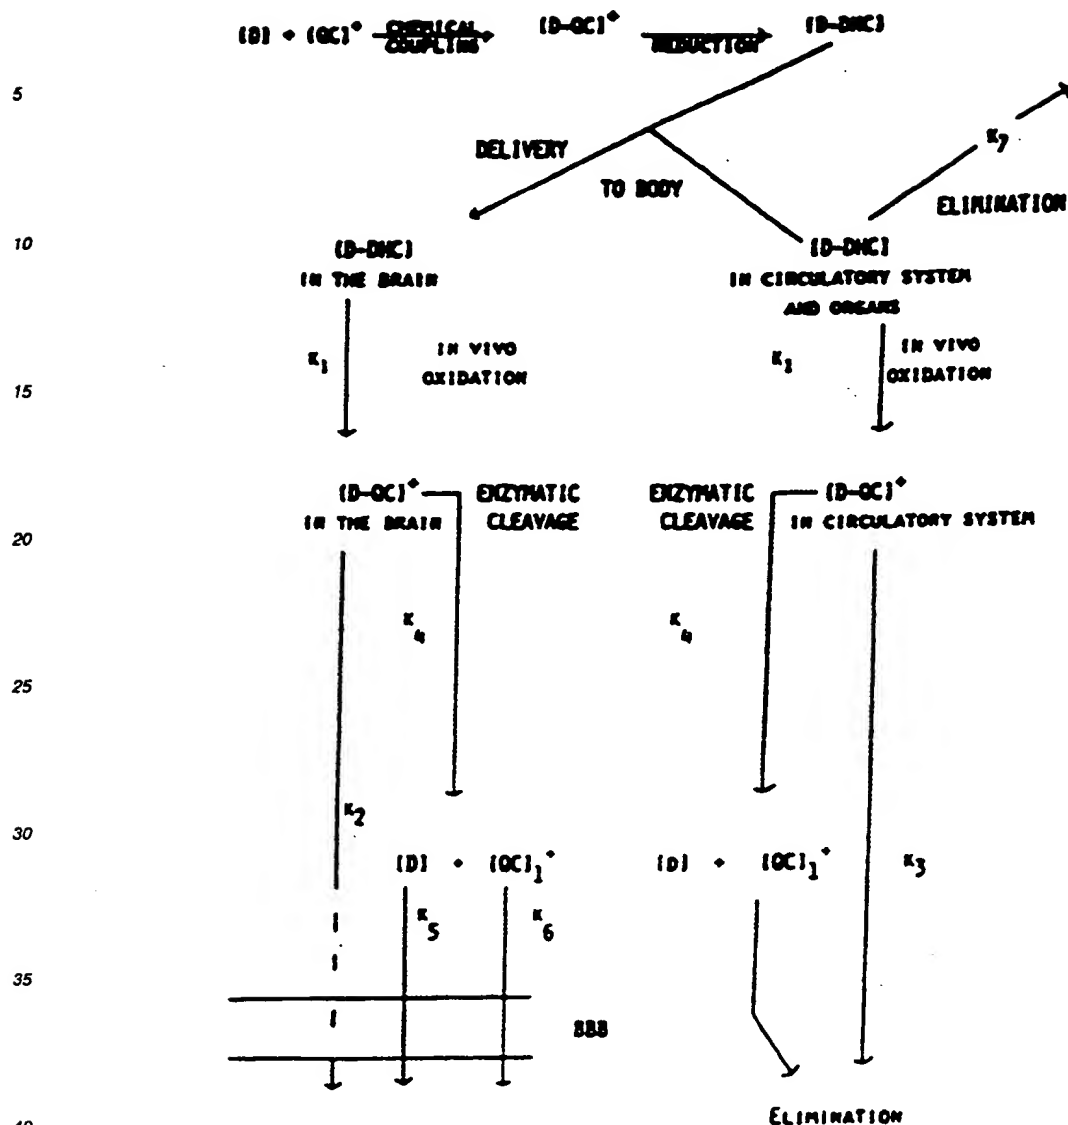 [D] + [QC]+ CHEMICAL COUPLING [D-QC]+ REDUCTION [D-DHC]
5
K7
DELIVERY
TO BODY
ELIMINATION
10
[D-DHC]
IN THE BRAIN
[D-DHC]
IN CIRCULATORY SYSTEM
AND ORGANS
K1
IN VIVO
OXIDATION
K1
IN VIVO
OXIDATION
15
[D-QC]+
IN THE BRAIN
ENZYMATIC
CLEAVAGE
ENZYMATIC
CLEAVAGE
[D-QC]+
IN CIRCULATORY SYSTEM
20
K4
K4
25
K2
30
[D] + [QC]1+
[D] + [QC]1+
K3
K5
K6
35
BBB
ELIMINATION
40